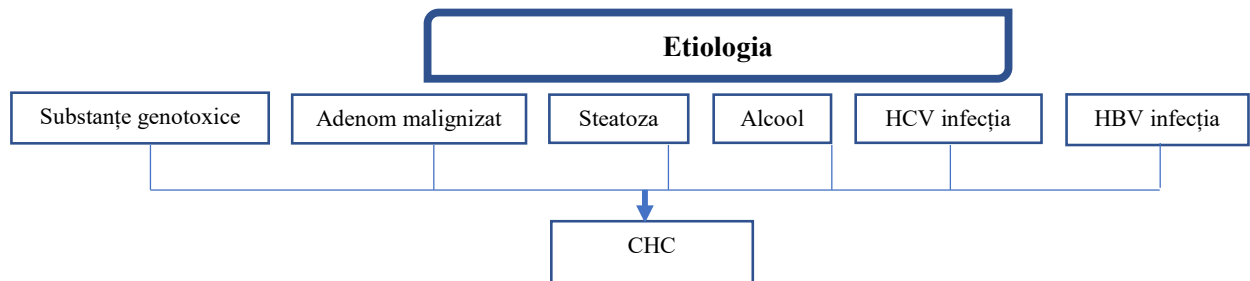 Etiologia
Substanțe genotoxice
Adenom malignizat
Steatoza
Alcool
HCV infecția
HBV infecția
CHC